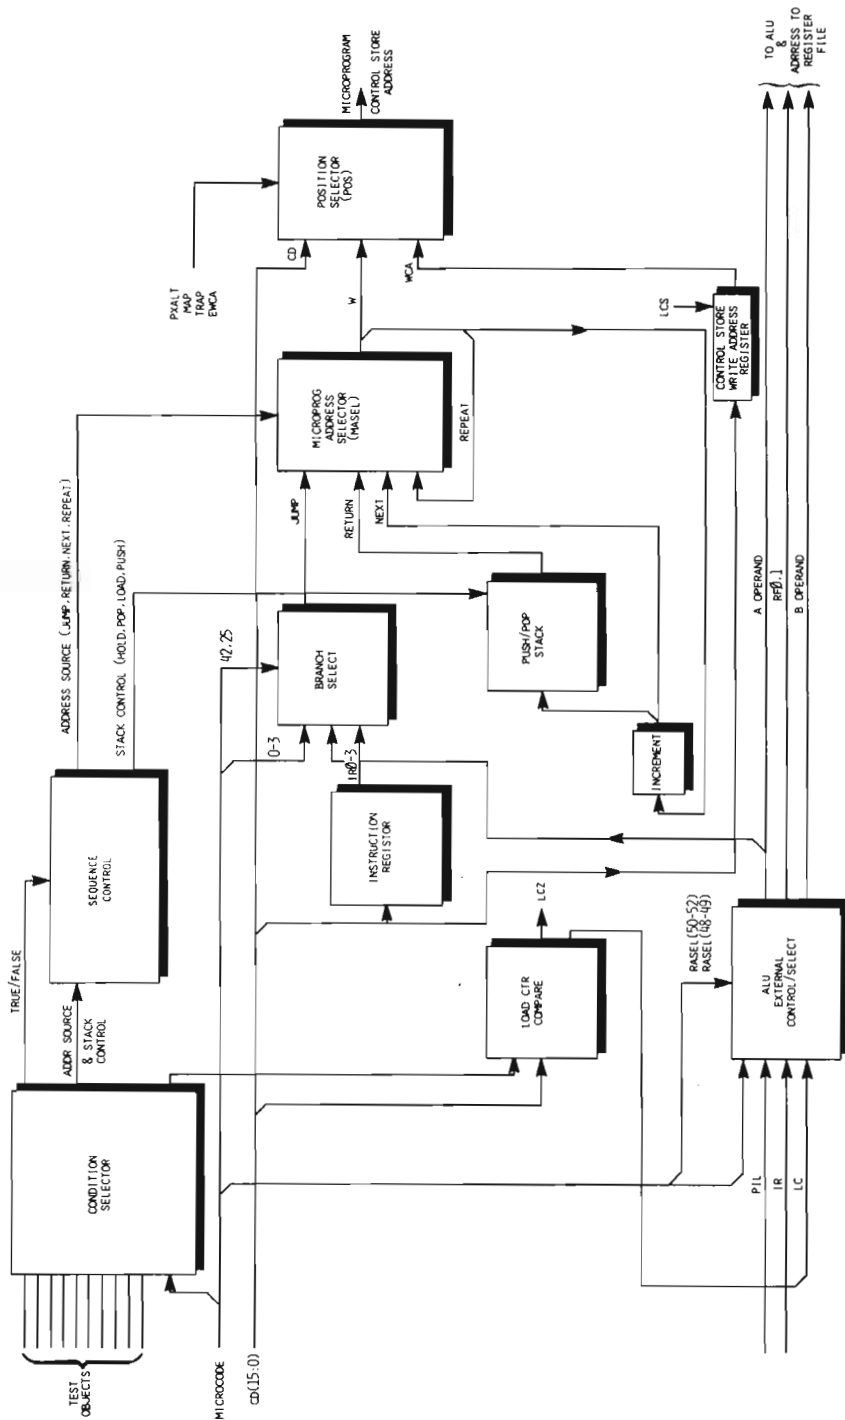 TEST
OBJECTS
CONDITION
SELECTOR
TRUE/FALSE
ADDR SOURCE
& STACK
CONTROL
SEQUENCE
CONTROL
ADDRESS SOURCE (JUMP.RETURN.NEXT.REPEAT)
STACK CONTROL (HOLD.POP.LOAD.PUSH)
MICROCODE
CD(15:0)
42.25
0-3
BRANCH
SELECT
IRØ-3
INSTRUCTION
REGISTOR
JUMP
RETURN
NEXT
REPEAT
MICROPROG
ADDRESS
SELECTOR
(MASEL)
PXALT
MAP
TRAP
EWCA
CD
W
WCA
POSITION
SELECTOR
(POS)
MICROPROGRAM
CONTROL STORE
ADDRESS
LOAD CTR
COMPARE
LCZ
PUSH/POP
STACK
INCREMENT
LCS
CONTROL STORE
WRITE ADDRESS
REGISTER
RASEL(50-52)
RASEL(48-49)
PIL
IR
LC
ALU
EXTERNAL
CONTROL/SELECT
A OPERAND
RFØ.1
B OPERAND
TO ALU
&
ADRRESS TO
REGISTER
FILE